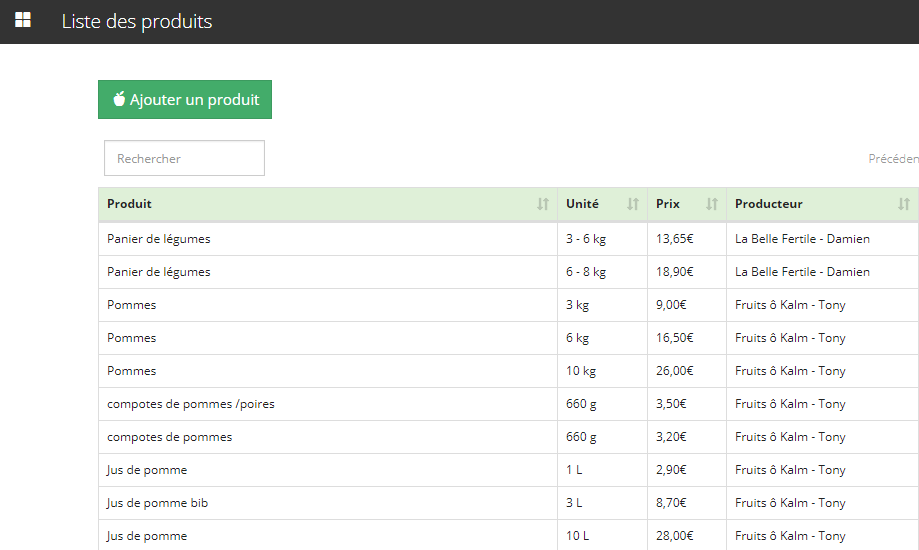 Liste des produits
Ajouter un produit
Rechercher
Précéden
Produit Unité Prix Producteur
Panier de légumes 3 - 6 kg 13,65€ La Belle Fertile - Damien
Panier de légumes 6 - 8 kg 18,90€ La Belle Fertile - Damien
Pommes 3 kg 9,00€ Fruits ô Kalm - Tony
Pommes 6 kg 16,50€ Fruits ô Kalm - Tony
Pommes 10 kg 26,00€ Fruits ô Kalm - Tony
compotes de pommes /poires 660 g 3,50€ Fruits ô Kalm - Tony
compotes de pommes 660 g 3,20€ Fruits ô Kalm - Tony
Jus de pomme 1 L 2,90€ Fruits ô Kalm - Tony
Jus de pomme bib 3 L 8,70€ Fruits ô Kalm - Tony
Jus de pomme 10 L 28,00€ Fruits ô Kalm - Tony